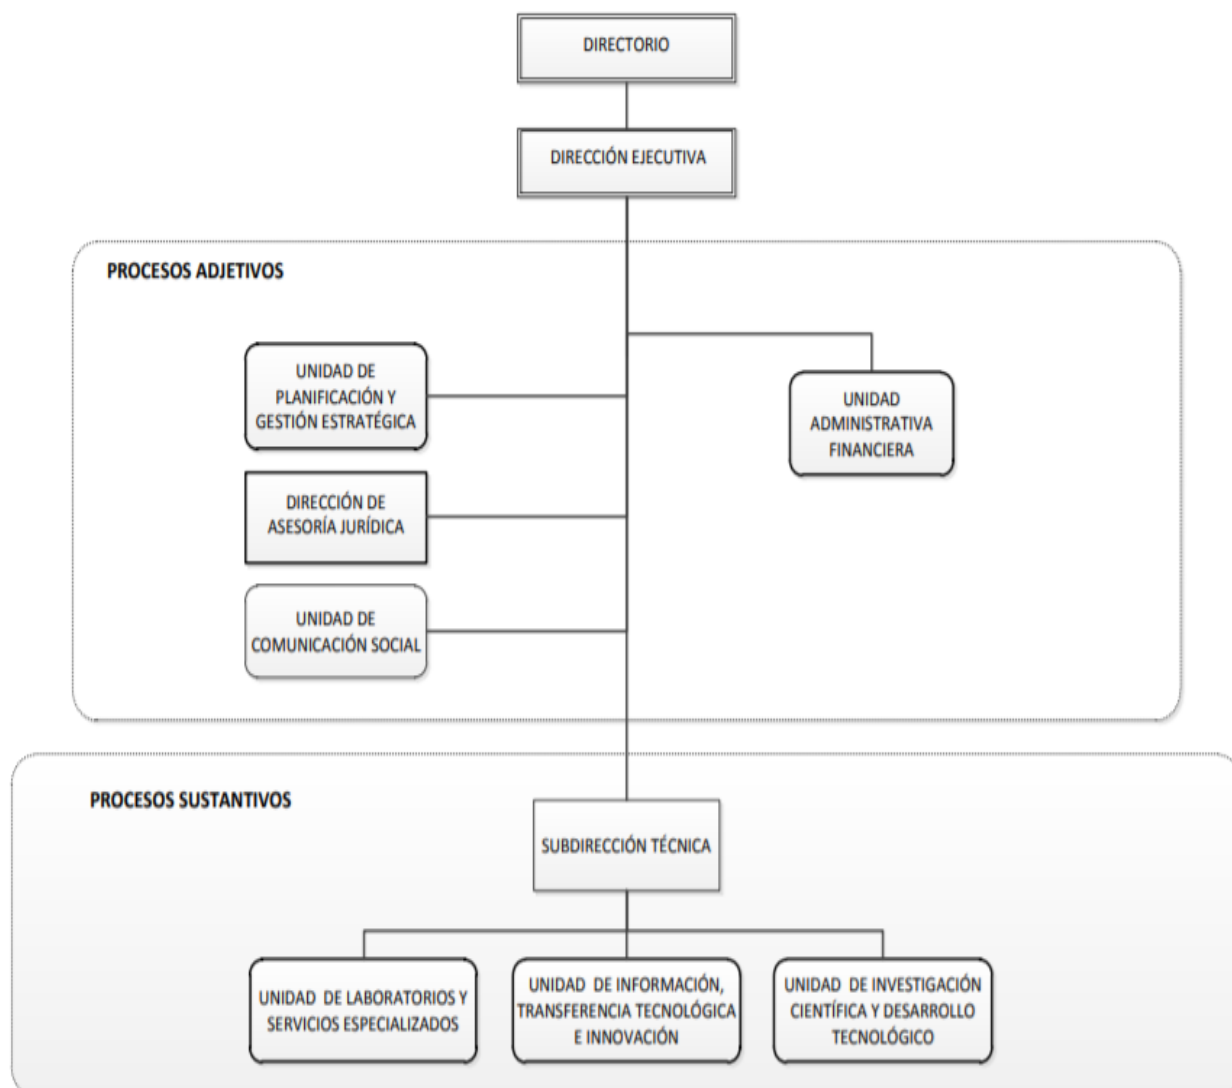 DIRECTORIO
DIRECCIÓN EJECUTIVA
PROCESOS ADJETIVOS
UNIDAD DE
PLANIFICACIÓN Y
GESTIÓN ESTRATÉGICA
UNIDAD
ADMINISTRATIVA
FINANCIERA
DIRECCIÓN DE
ASESORÍA JURÍDICA
UNIDAD DE
COMUNICACIÓN SOCIAL
PROCESOS SUSTANTIVOS
SUBDIRECCIÓN TÉCNICA
UNIDAD DE LABORATORIOS Y
SERVICIOS ESPECIALIZADOS
UNIDAD DE INFORMACIÓN,
TRANSFERENCIA TECNOLÓGICA
E INNOVACIÓN
UNIDAD DE INVESTIGACIÓN
CIENTÍFICA Y DESARROLLO
TECNOLÓGICO